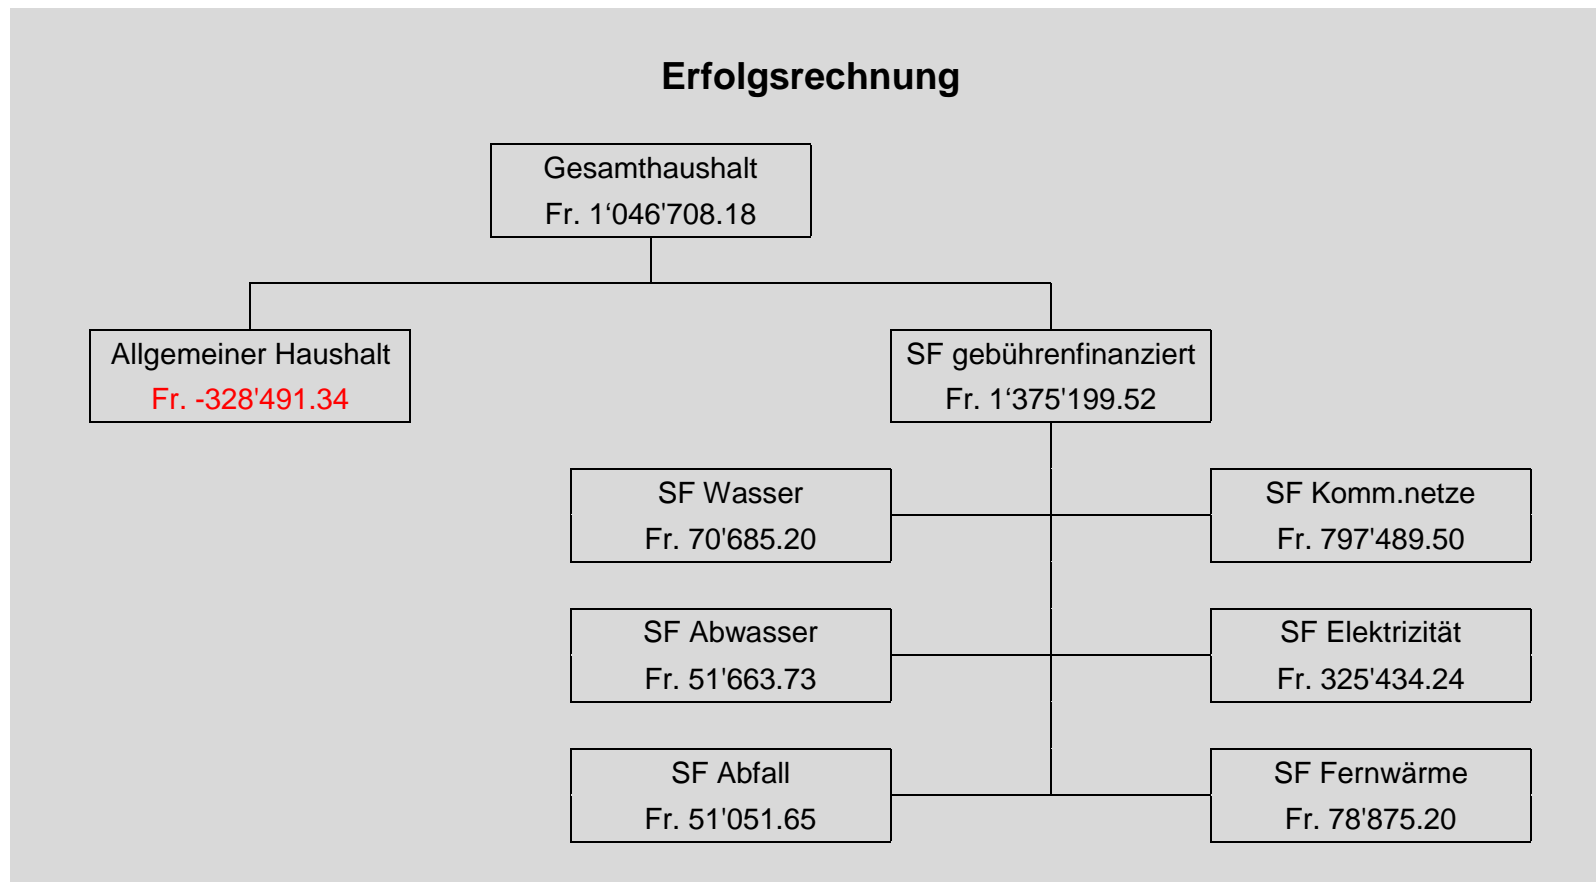 Erfolgsrechnung
Gesamthaushalt
Fr. 1‘046'708.18
Allgemeiner Haushalt
Fr. -328'491.34
SF gebührenfinanziert
Fr. 1‘375'199.52
SF Wasser
Fr. 70'685.20
SF Komm.netze
Fr. 797'489.50
SF Abwasser
Fr. 51'663.73
SF Elektrizität
Fr. 325'434.24
SF Abfall
Fr. 51'051.65
SF Fernwärme
Fr. 78'875.20